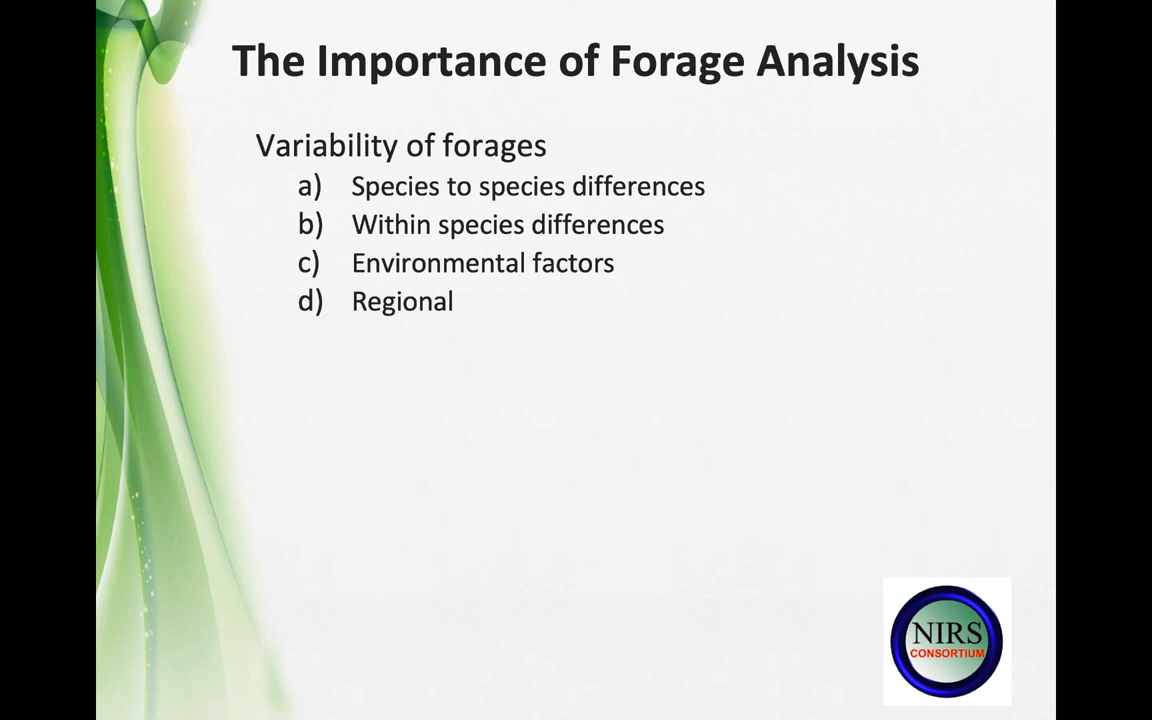 The Importance of Forage Analysis
Variability of forages
a) Species to species differences
b) Within species differences
c) Environmental factors
d) Regional
NIRS
CONSORTIUM